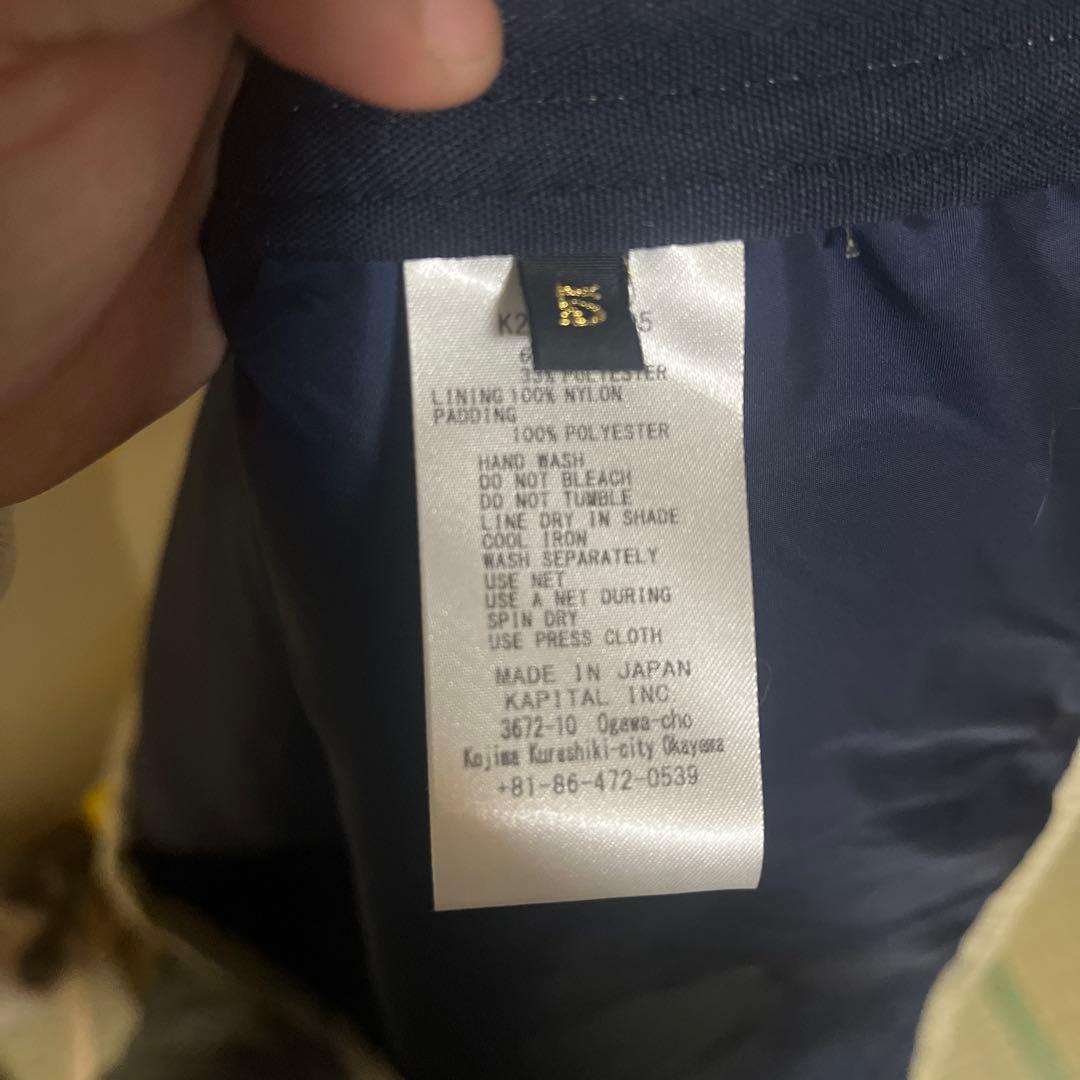 5
LINING 100% NYLON
PADDING
100% POLYESTER
HAND WASH
DO NOT BLEACH
DO NOT TUMBLE
LINE DRY IN SHADE
COOL IRON
WASH SEPARATELY
USE NET
USE A NET DURING
SPIN DRY
USE PRESS CLOTH
MADE IN JAPAN
KAPITAL INC.
3672-10 Ogawa-cho
Kojima Kurashiki-city Okayama
+81-86-472-0539